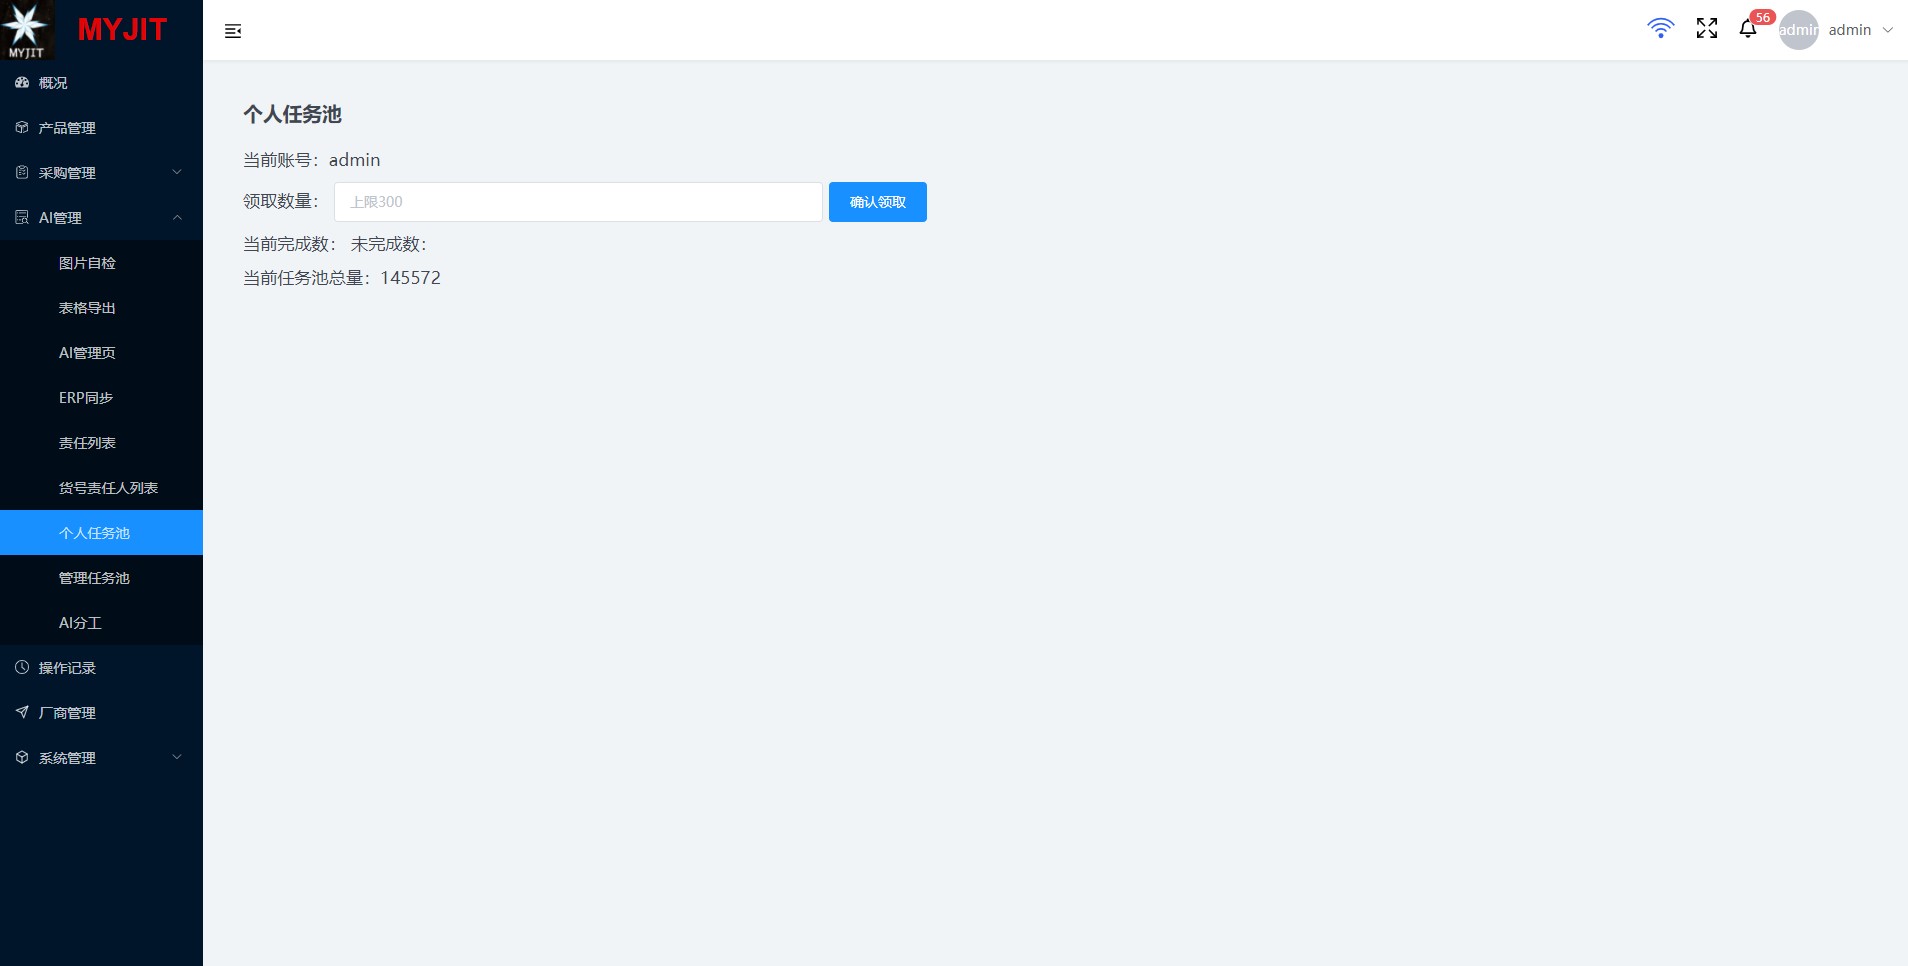 MYJIT
MYJIT
56
admin
admin
概况
产品管理
采购管理
AI管理
图片自检
表格导出
AI管理页
ERP同步
责任列表
货号责任人列表
个人任务池
管理任务池
AI分工
操作记录
厂商管理
系统管理
个人任务池
当前账号：admin
领取数量： 上限300 确认领取
当前完成数： 未完成数：
当前任务池总量：145572